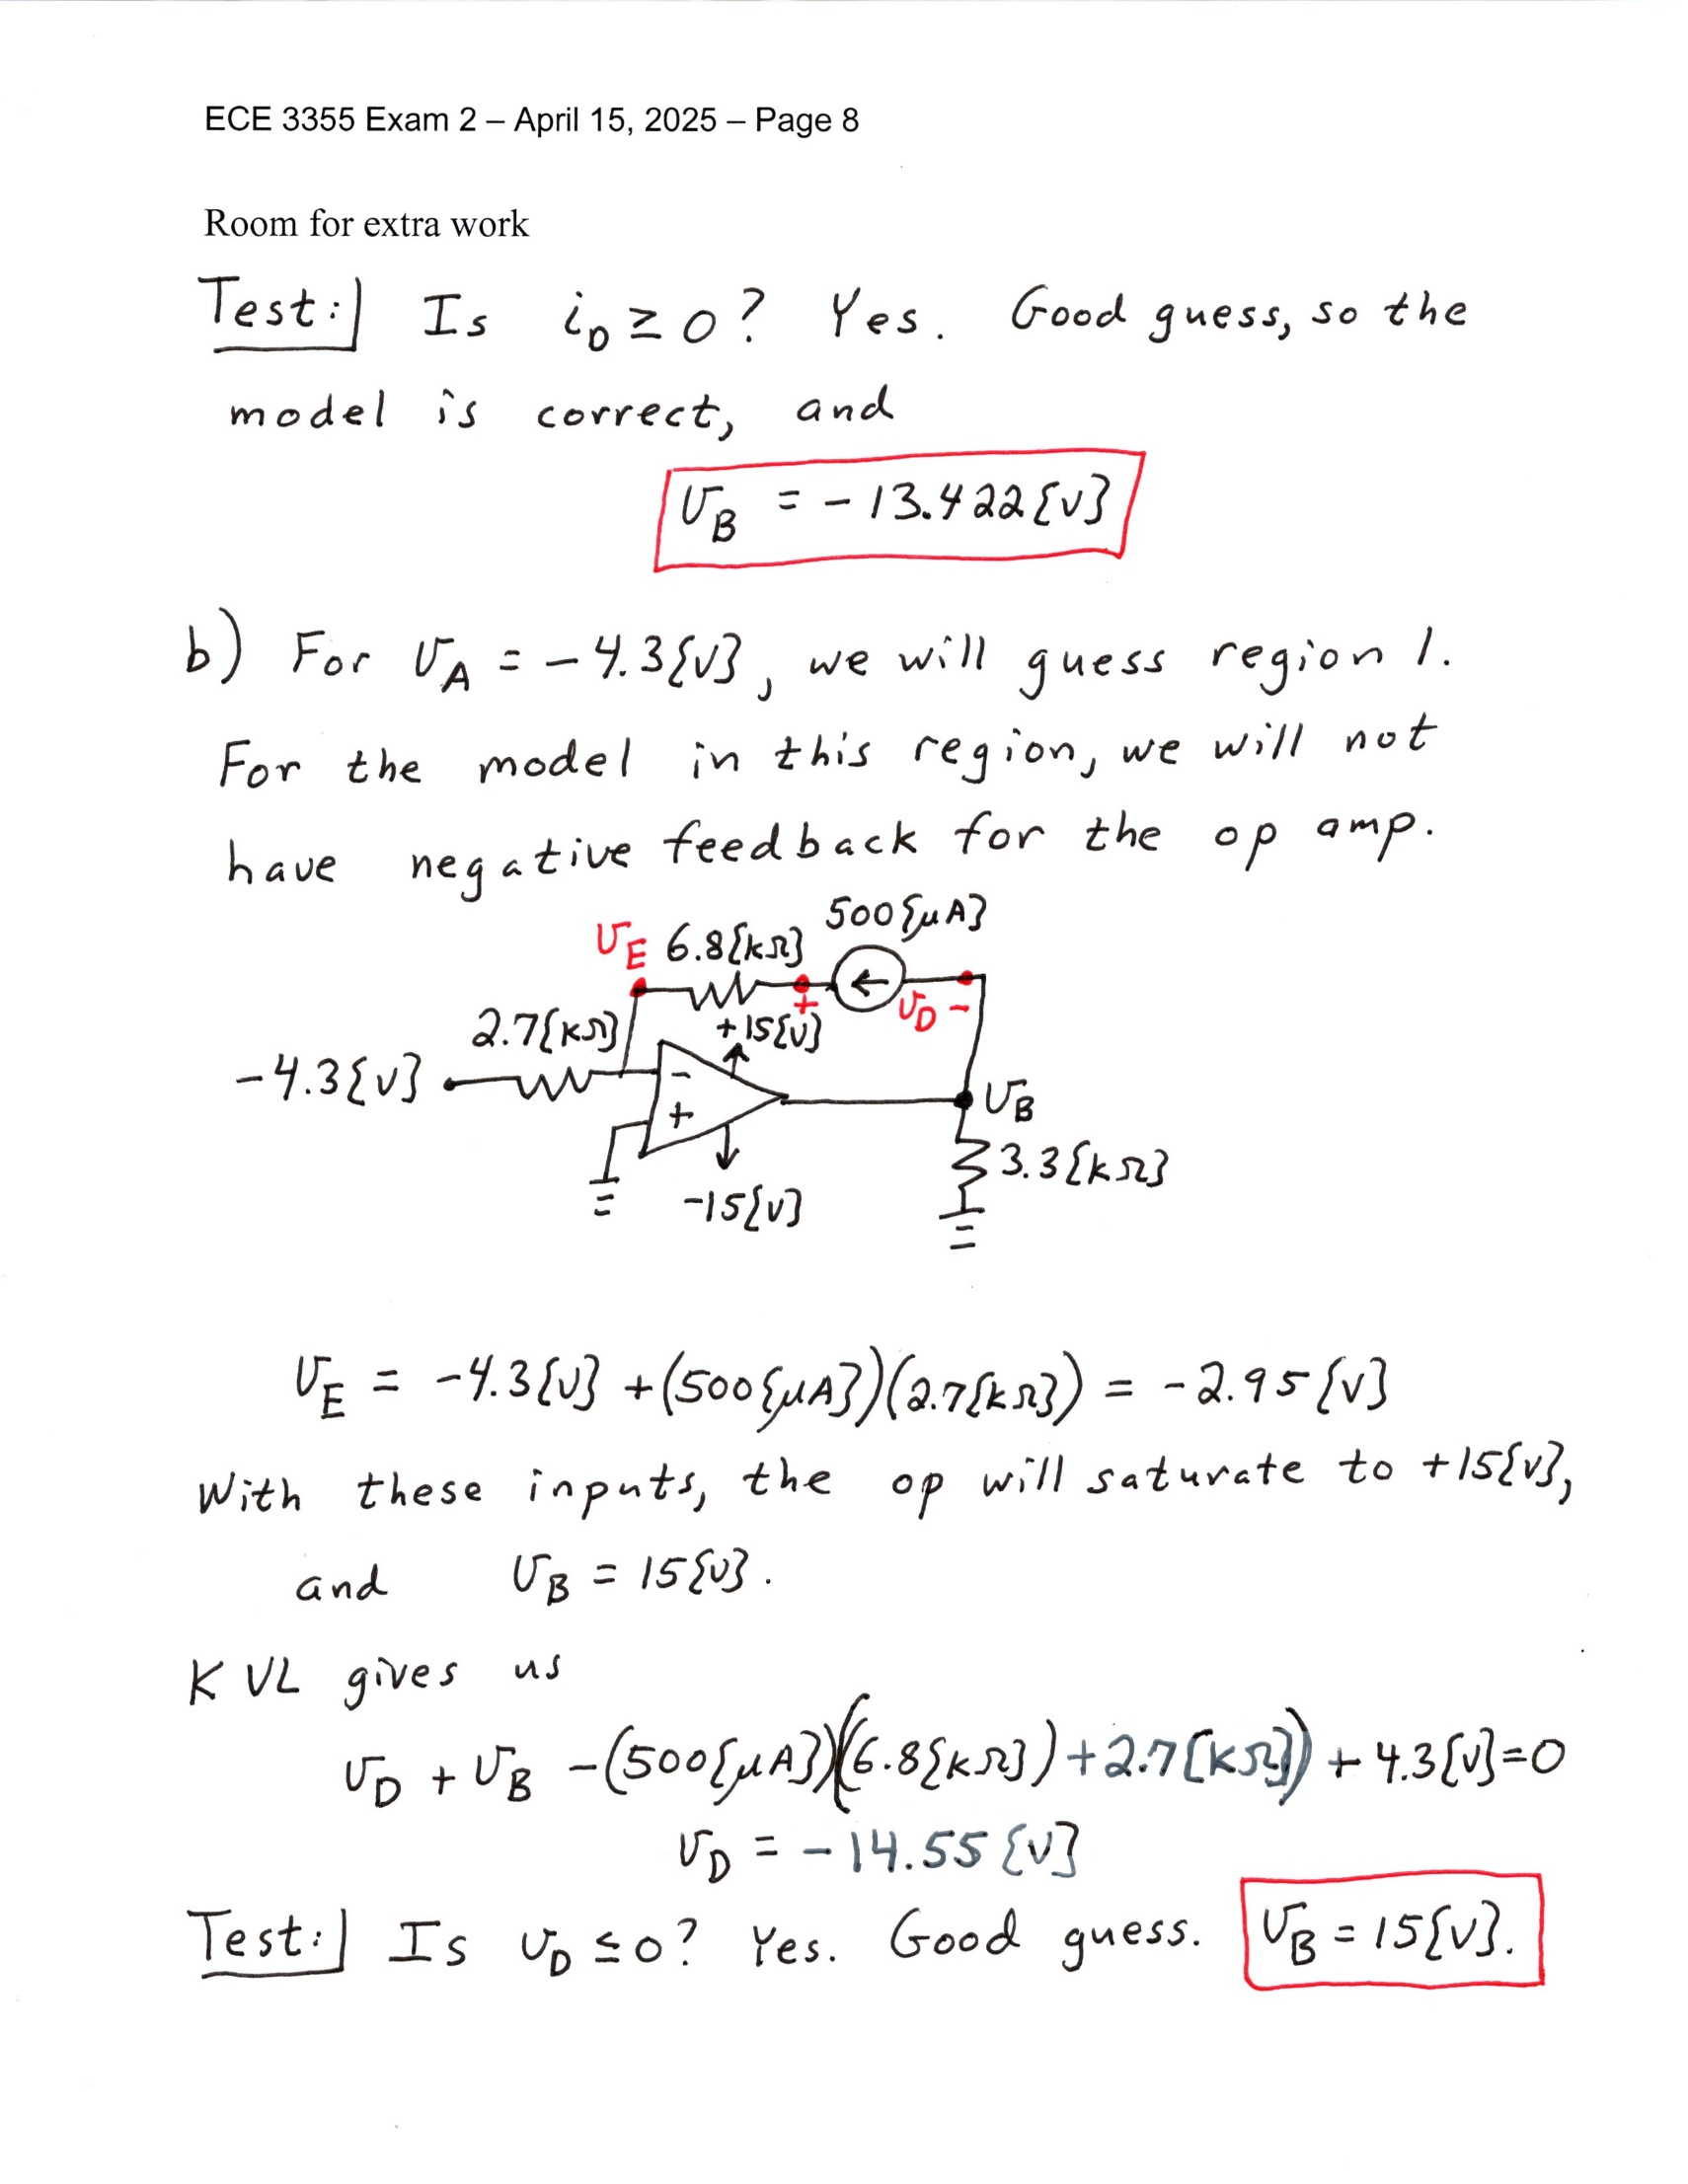 ECE 3355 Exam 2 – April 15, 2025 – Page 8
Room for extra work
Test: Is i_D ≥ 0? Yes. Good guess, so the
model is correct, and
v_B = -13.422{V}
b) For v_A = -4.3{V}, we will guess region 1.
For the model in this region, we will not
have negative feedback for the op amp.
500{μA}
v_E 6.8{kΩ}
+ v_D -
2.7{kΩ} +15{V}
-4.3{V}
-
+
v_B
3.3{kΩ}
-15{V}
v_E = -4.3{V} + (500{μA})(2.7{kΩ}) = -2.95{V}
With these inputs, the op will saturate to +15{V},
and v_B = 15{V}.
KVL gives us
v_D + v_B - (500{μA})(6.8{kΩ}) + 2.7{kΩ}) + 4.3{V} = 0
v_D = -14.55{V}
Test: Is v_D ≤ 0? Yes. Good guess. v_B = 15{V}.